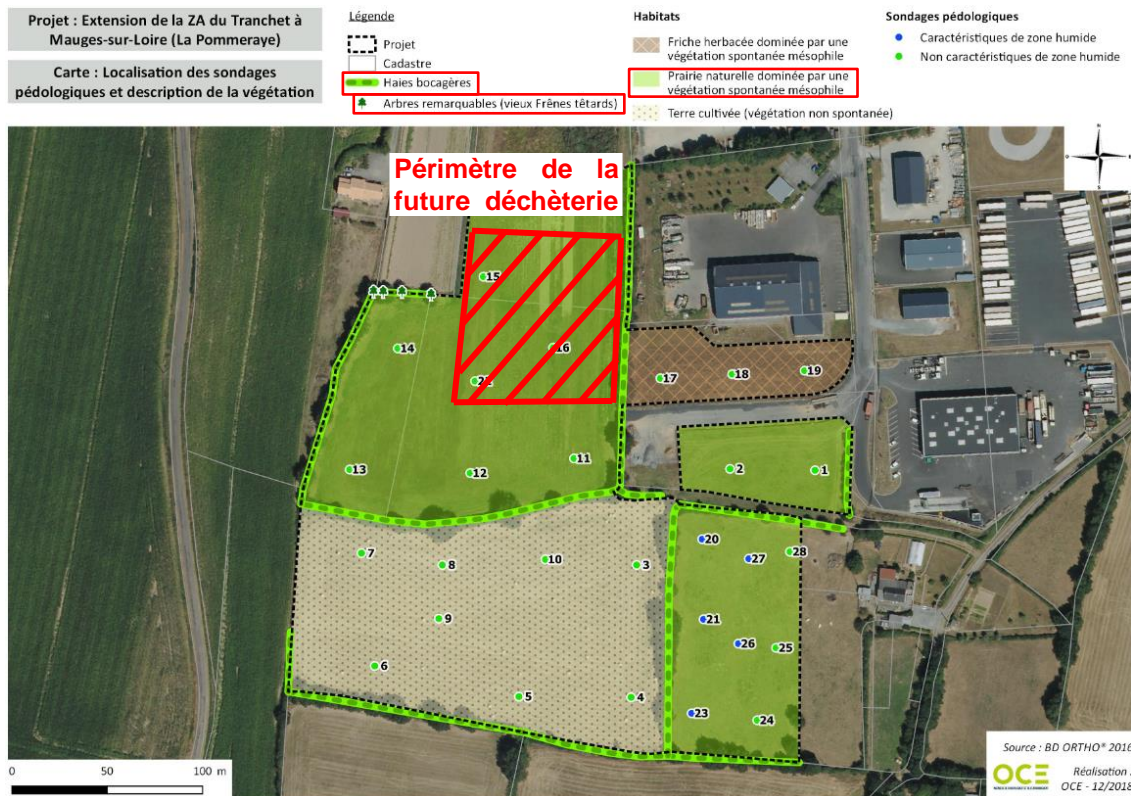 Projet : Extension de la ZA du Tranchet à
Mauges-sur-Loire (La Pommeraye)
Carte : Localisation des sondages
pédologiques et description de la végétation
Légende
Projet
Cadastre
Haies bocagères
Arbres remarquables (vieux Frênes têtards)
Habitats
Friche herbacée dominée par une
végétation spontanée mésophile
Prairie naturelle dominée par une
végétation spontanée mésophile
Terre cultivée (végétation non spontanée)
Sondages pédologiques
Caractéristiques de zone humide
Non caractéristiques de zone humide
Périmètre de la
future déchèterie
N
O
E
S
15
14
16
17
18
19
13
12
11
2
1
20
27
28
7
8
10
3
9
21
26
25
6
5
4
23
24
0 50 100 m
Source : BD ORTHO® 2016
OCE
Réalisation :
OCE - 12/2018